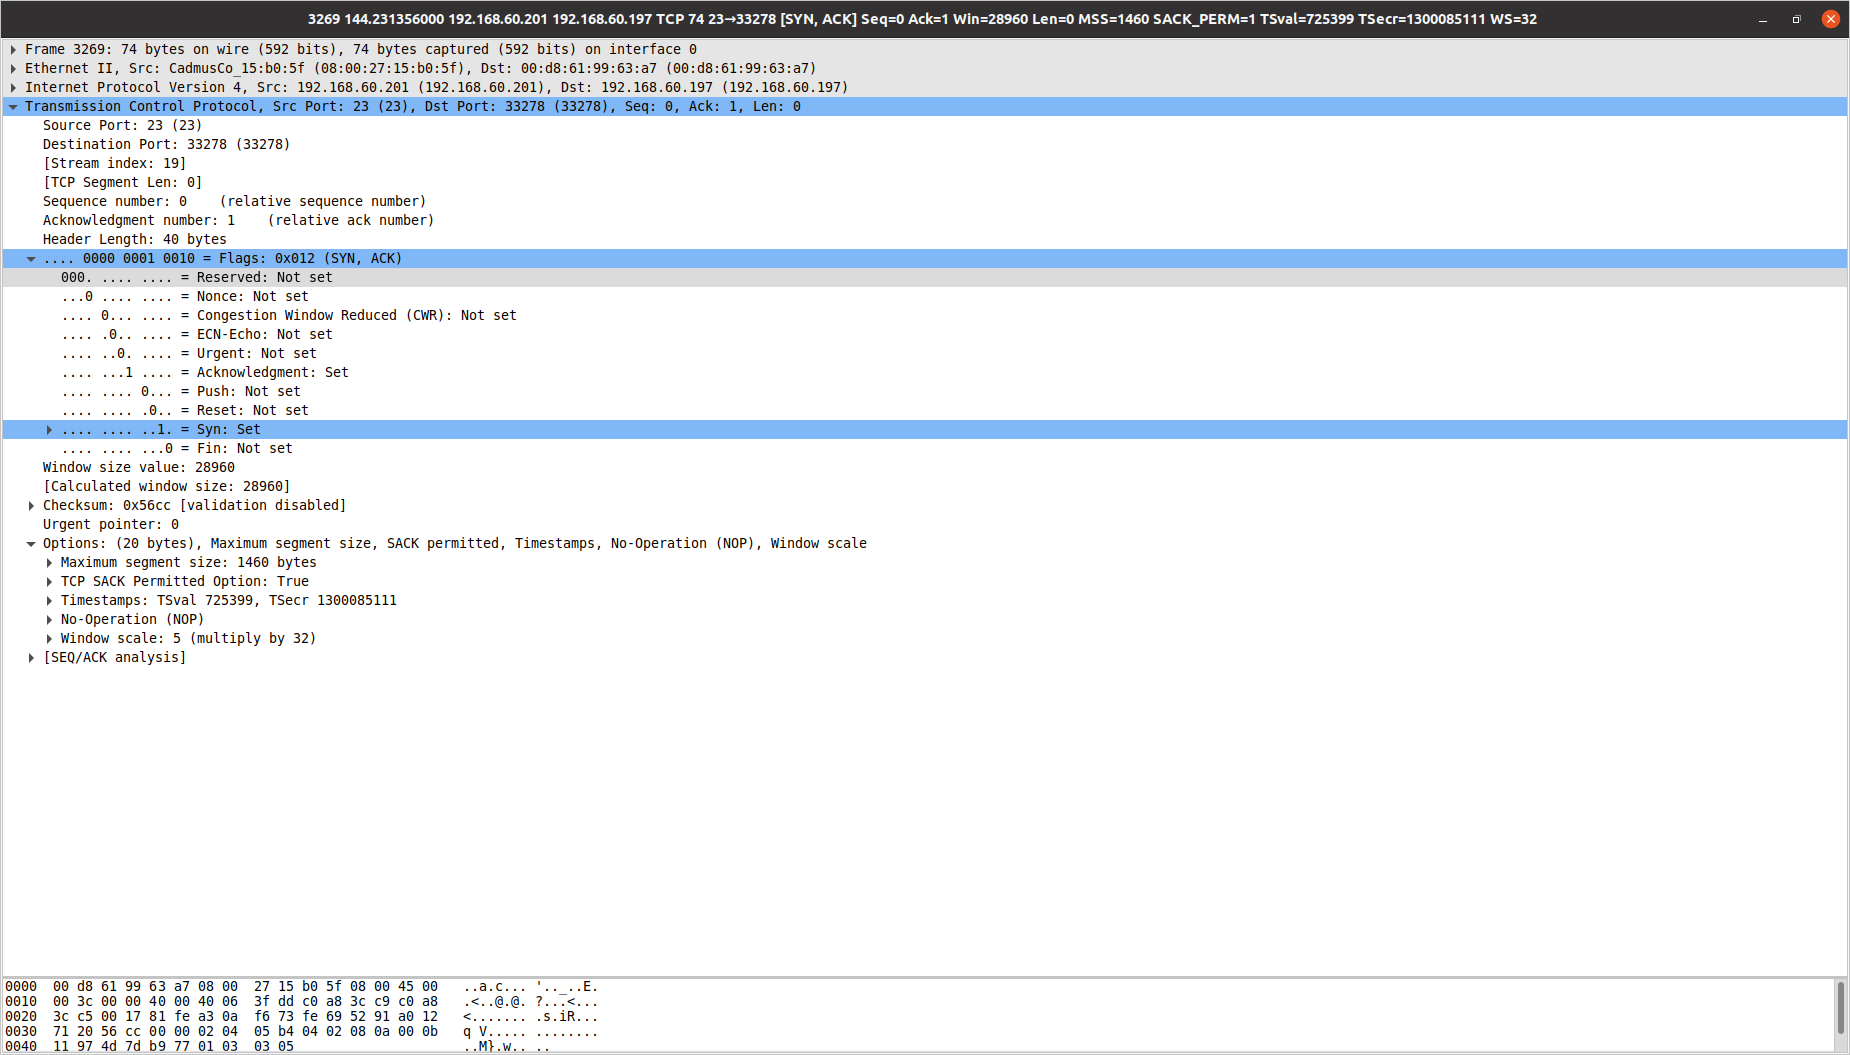 3269 144.231356000 192.168.60.201 192.168.60.197 TCP 74 23→33278 [SYN, ACK] Seq=0 Ack=1 Win=28960 Len=0 MSS=1460 SACK_PERM=1 TSval=725399 TSecr=1300085111 WS=32
Frame 3269: 74 bytes on wire (592 bits), 74 bytes captured (592 bits) on interface 0
Ethernet II, Src: CadmusCo_15:b0:5f (08:00:27:15:b0:5f), Dst: 00:d8:61:99:63:a7 (00:d8:61:99:63:a7)
Internet Protocol Version 4, Src: 192.168.60.201 (192.168.60.201), Dst: 192.168.60.197 (192.168.60.197)
Transmission Control Protocol, Src Port: 23 (23), Dst Port: 33278 (33278), Seq: 0, Ack: 1, Len: 0
Source Port: 23 (23)
Destination Port: 33278 (33278)
[Stream index: 19]
[TCP Segment Len: 0]
Sequence number: 0    (relative sequence number)
Acknowledgment number: 1    (relative ack number)
Header Length: 40 bytes
.... 0000 0001 0010 = Flags: 0x012 (SYN, ACK)
000. .... .... = Reserved: Not set
...0 .... .... = Nonce: Not set
.... 0... .... = Congestion Window Reduced (CWR): Not set
.... .0.. .... = ECN-Echo: Not set
.... ..0. .... = Urgent: Not set
.... ...1 .... = Acknowledgment: Set
.... .... 0... = Push: Not set
.... .... .0.. = Reset: Not set
.... .... ..1. = Syn: Set
.... .... ...0 = Fin: Not set
Window size value: 28960
[Calculated window size: 28960]
Checksum: 0x56cc [validation disabled]
Urgent pointer: 0
Options: (20 bytes), Maximum segment size, SACK permitted, Timestamps, No-Operation (NOP), Window scale
Maximum segment size: 1460 bytes
TCP SACK Permitted Option: True
Timestamps: TSval 725399, TSecr 1300085111
No-Operation (NOP)
Window scale: 5 (multiply by 32)
[SEQ/ACK analysis]
0000  00 d8 61 99 63 a7 08 00  27 15 b0 5f 08 00 45 00   ..a.c... '.._..E.
0010  00 3c 00 00 40 00 40 06  3f dd c0 a8 3c c9 c0 a8   .<..@.@. ?...<...
0020  3c c5 00 17 81 fe a3 0a  f6 73 fe 69 52 91 a0 12   <....... .s.iR...
0030  71 20 56 cc 00 00 02 04  05 b4 04 02 08 0a 00 0b   q V..... ........
0040  11 97 4d 7d b9 77 01 03  03 05                     ..M}.w.. ..